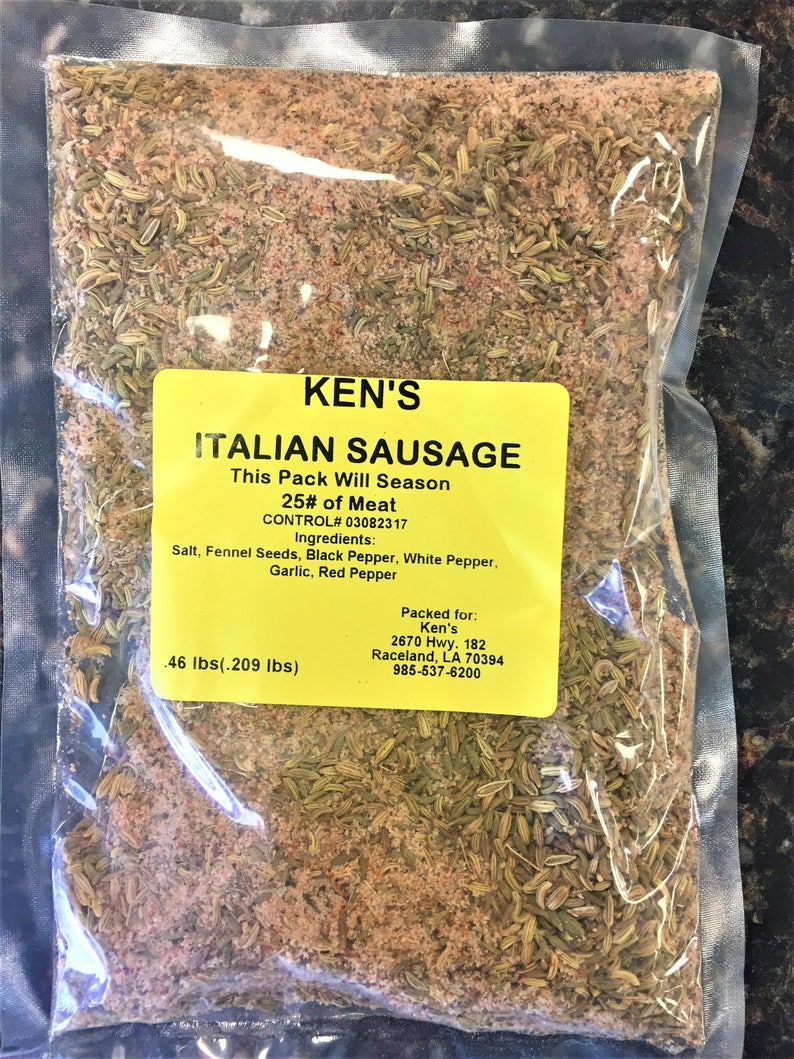 KEN'S
ITALIAN SAUSAGE
This Pack Will Season
25# of Meat
CONTROL# 03082317
Ingredients:
Salt, Fennel Seeds, Black Pepper, White Pepper,
Garlic, Red Pepper
Packed for:
Ken's
2670 Hwy. 182
Raceland, LA 70394
985-537-6200
.46 lbs(.209 lbs)